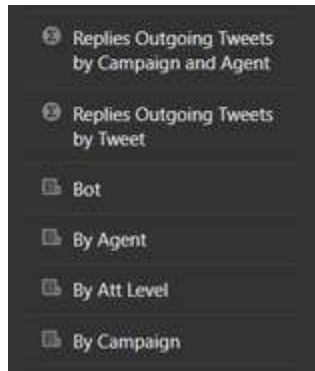 Replies Outgoing Tweets
by Campaign and Agent
Replies Outgoing Tweets
by Tweet
Bot
By Agent
By Att Level
By Campaign